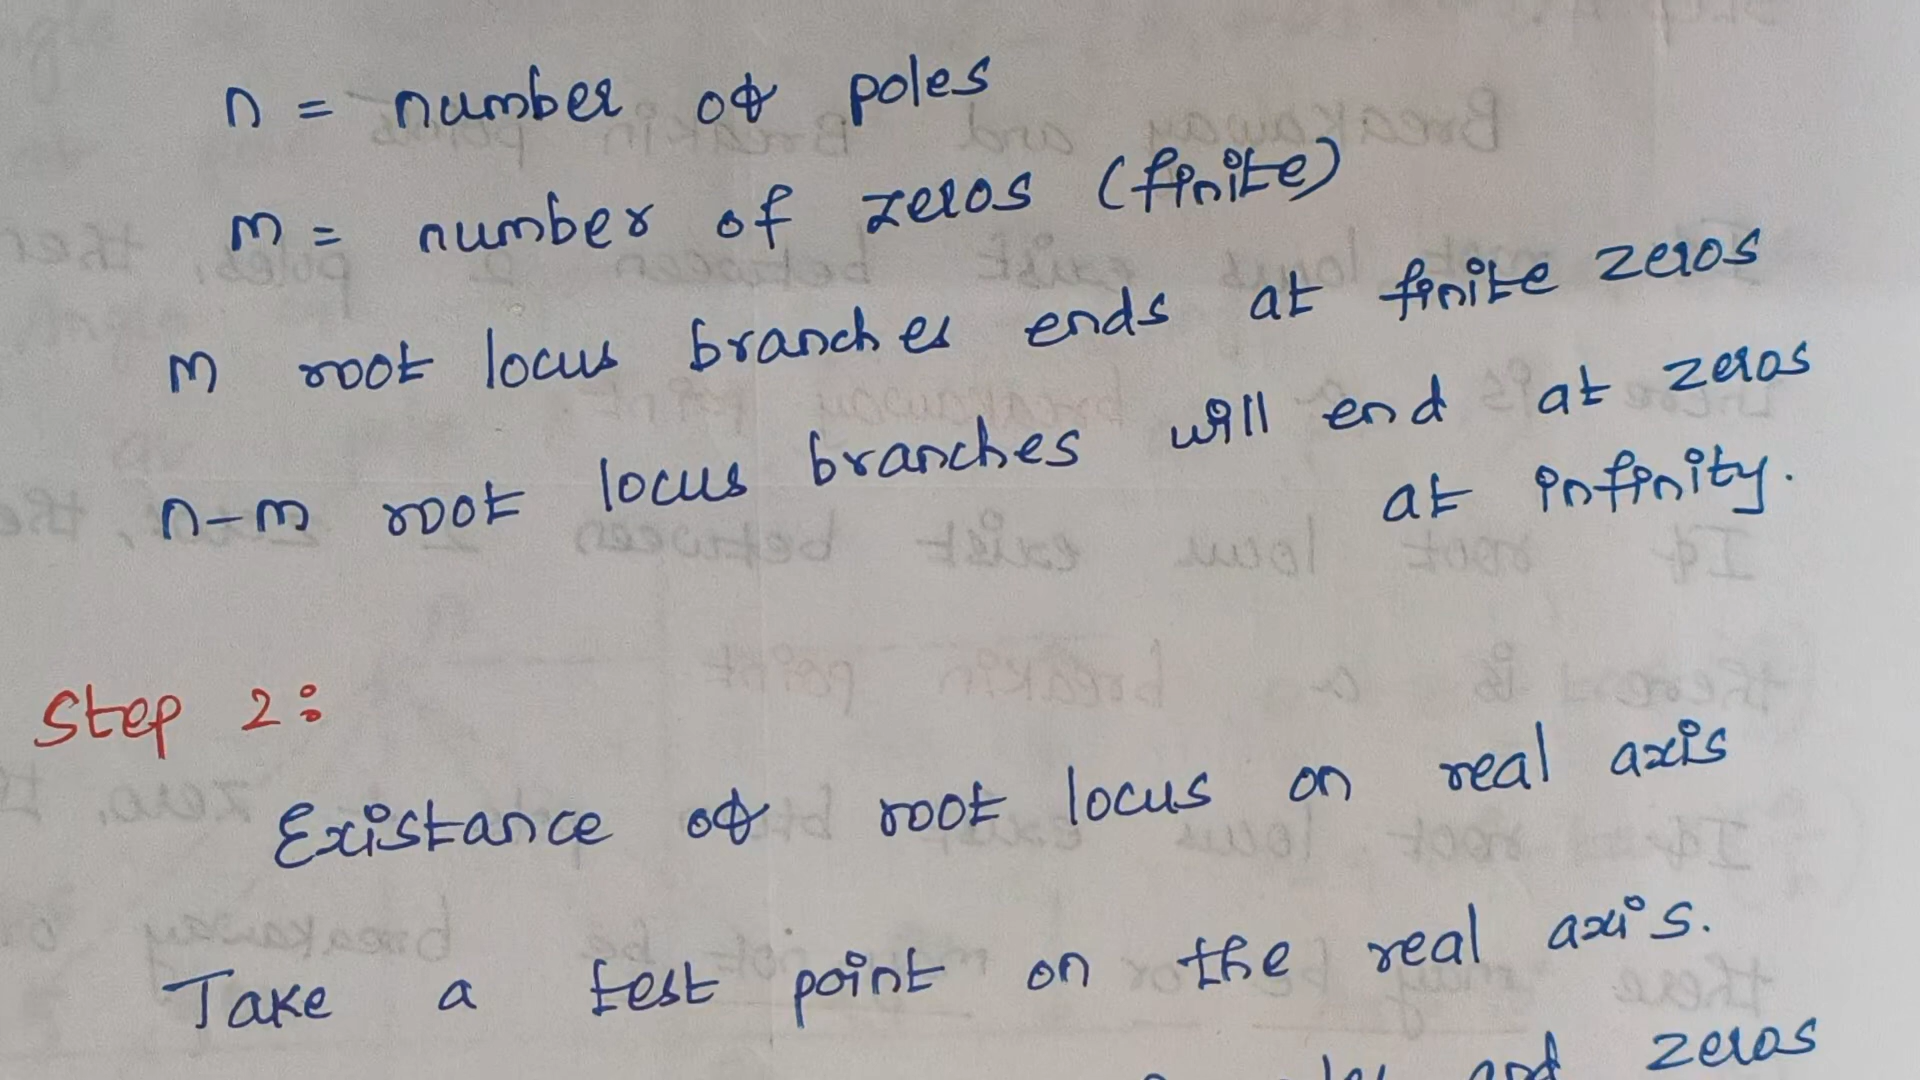 n = number of poles
m = number of zeros (finite)
m root locus branches ends at finite zeros
n-m root locus branches will end at zeros
at infinity.
Step 2:
Existance of root locus on real axis
Take a test point on the real axis.
and zeros